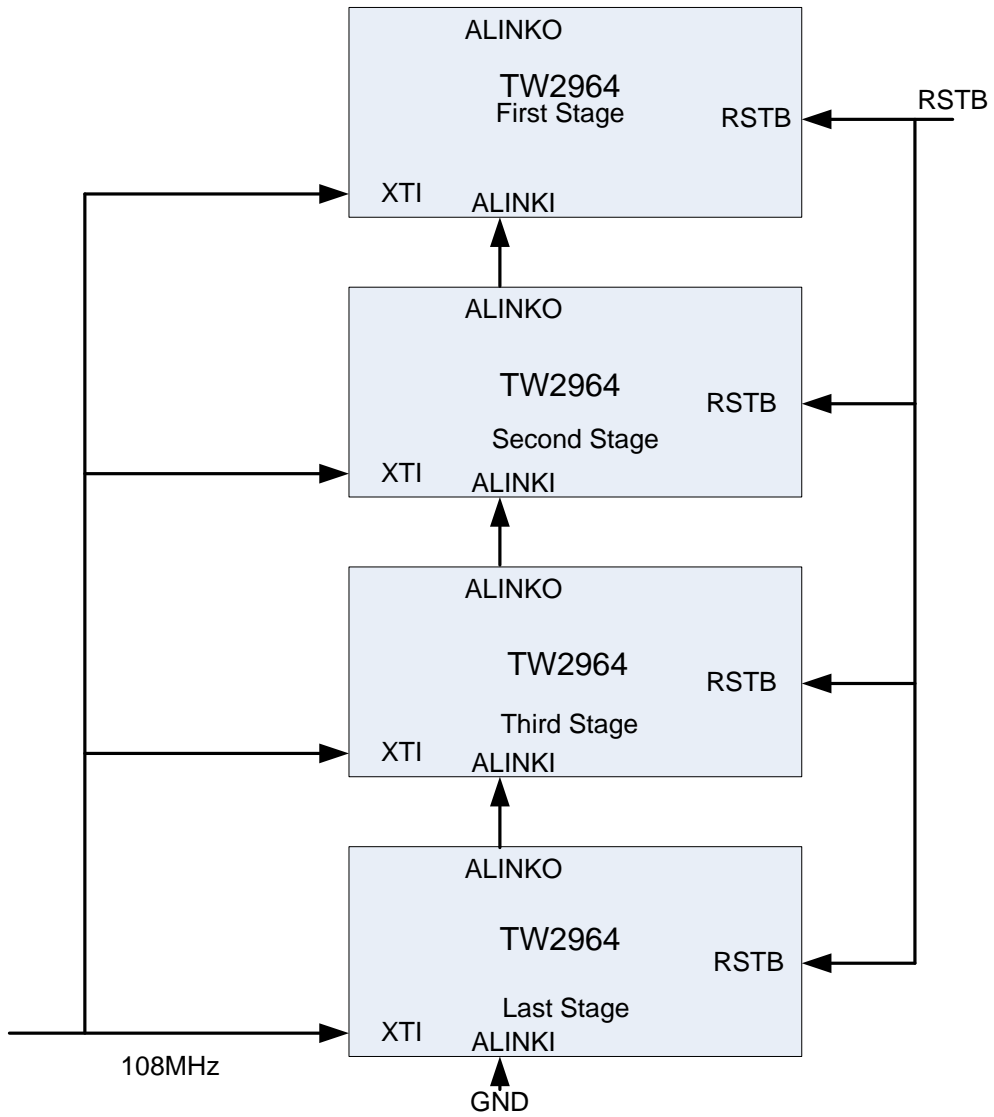 ALINKO
TW2964
First Stage
RSTB
RSTB
XTI
ALINKI
ALINKO
TW2964
RSTB
Second Stage
XTI
ALINKI
ALINKO
TW2964
RSTB
Third Stage
XTI
ALINKI
ALINKO
TW2964
RSTB
Last Stage
XTI
ALINKI
108MHz
GND